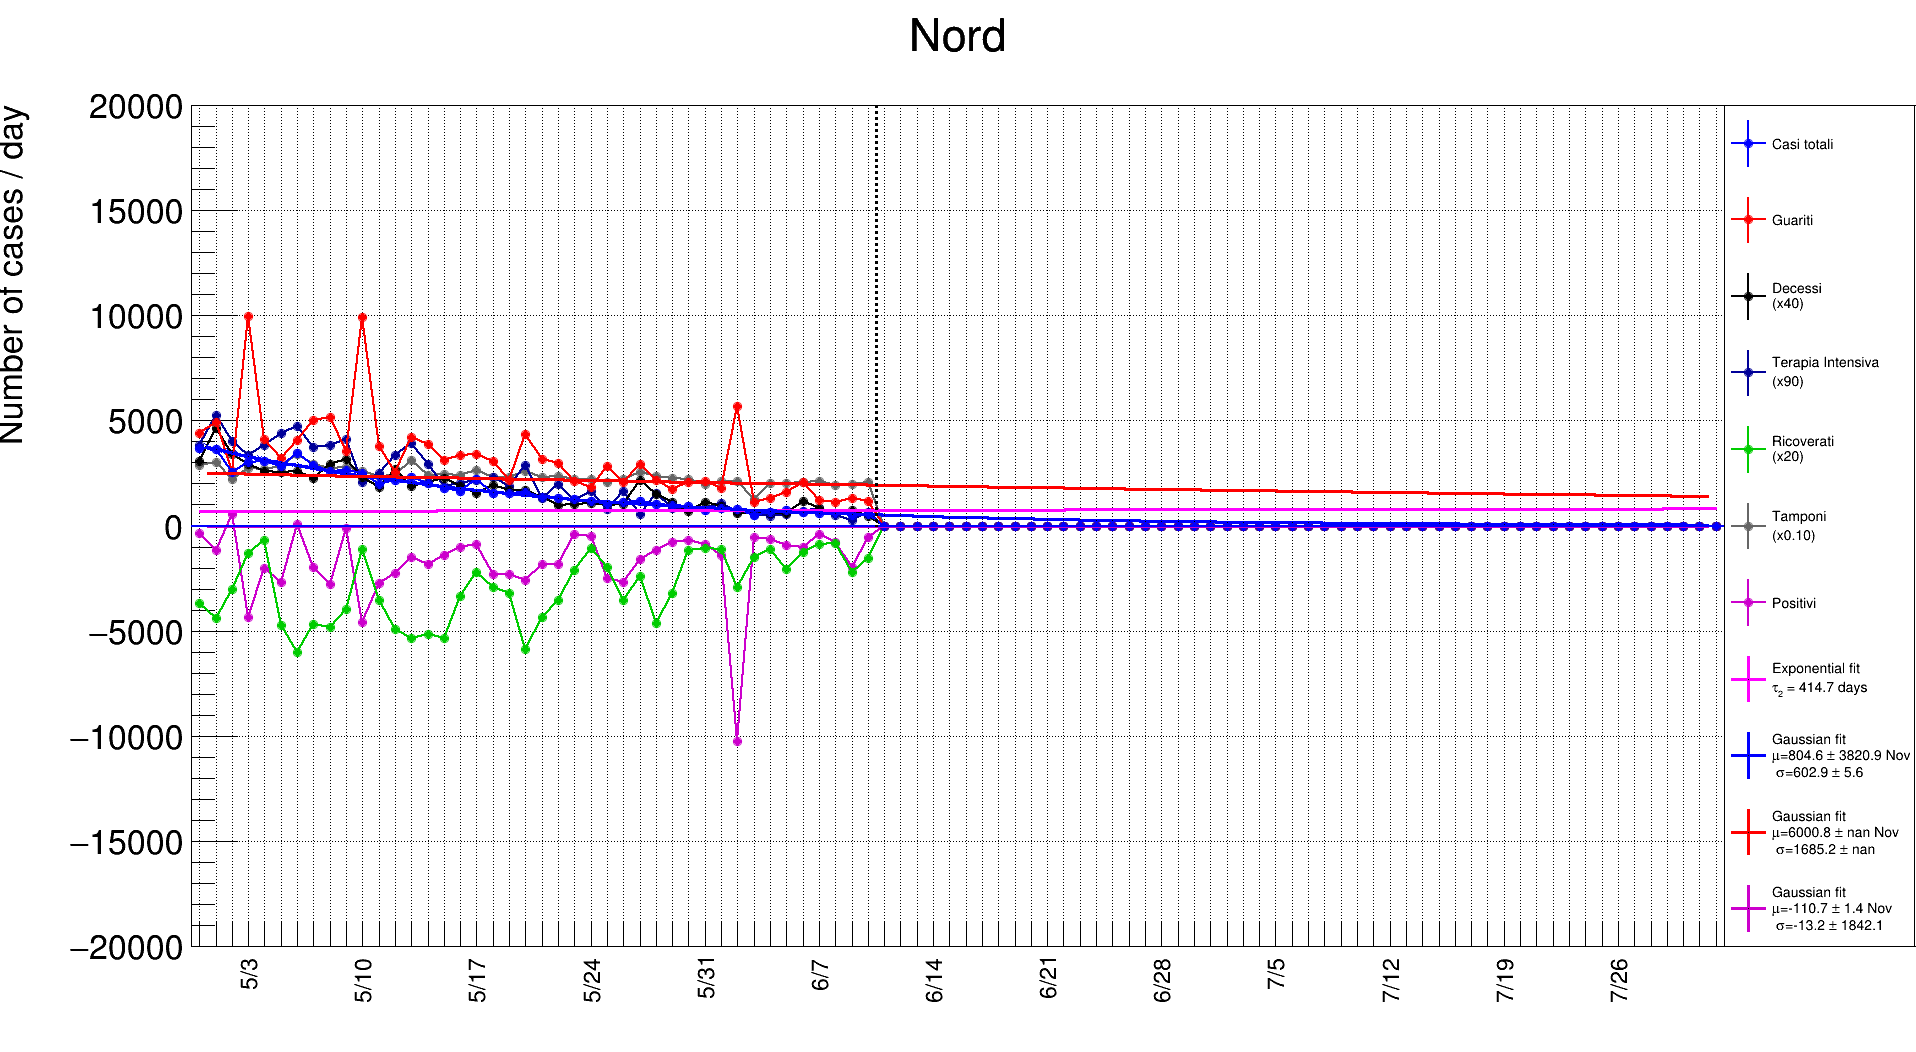 Nord
Number of cases / day
20000
15000
10000
5000
0
−5000
−10000
−15000
−20000
5/3
5/10
5/17
5/24
5/31
6/7
6/14
6/21
6/28
7/5
7/12
7/19
7/26
Casi totali
Guariti
Decessi
(x40)
Terapia Intensiva
(x90)
Ricoverati
(x20)
Tamponi
(x0.10)
Positivi
Exponential fit
τ2 = 414.7 days
Gaussian fit
μ=804.6 ± 3820.9 Nov
σ=602.9 ± 5.6
Gaussian fit
μ=6000.8 ± nan Nov
σ=1685.2 ± nan
Gaussian fit
μ=-110.7 ± 1.4 Nov
σ=-13.2 ± 1842.1